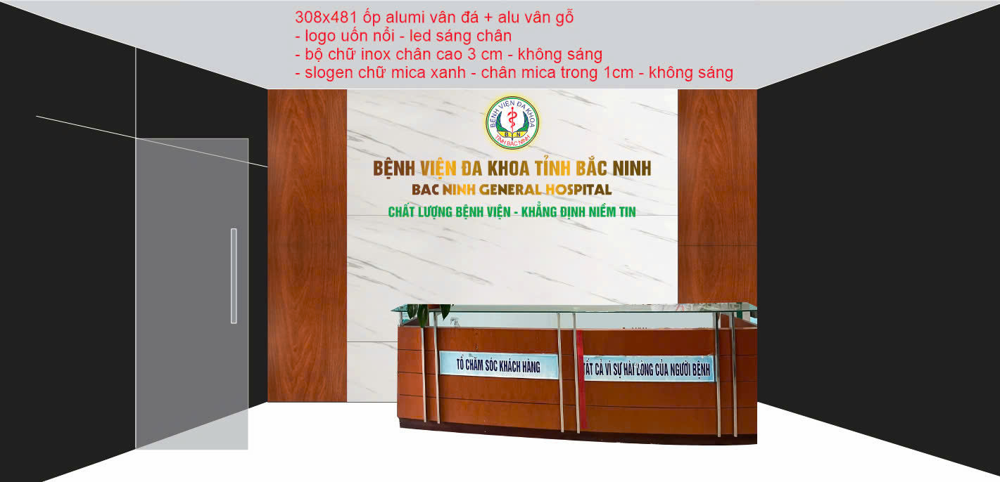 308x481 ốp alumi vân đá + alu vân gỗ
- logo uốn nổi - led sáng chân
- bộ chữ inox chân cao 3 cm - không sáng
- slogen chữ mica xanh - chân mica trong 1cm - không sáng
BỆNH VIỆN ĐA KHOA
B N
TỈNH BẮC NINH
BỆNH VIỆN ĐA KHOA TỈNH BẮC NINH
BAC NINH GENERAL HOSPITAL
CHẤT LƯỢNG BỆNH VIỆN - KHẲNG ĐỊNH NIỀM TIN
TỔ CHĂM SÓC KHÁCH HÀNG
TẤT CẢ VÌ SỰ HÀI LÒNG CỦA NGƯỜI BỆNH